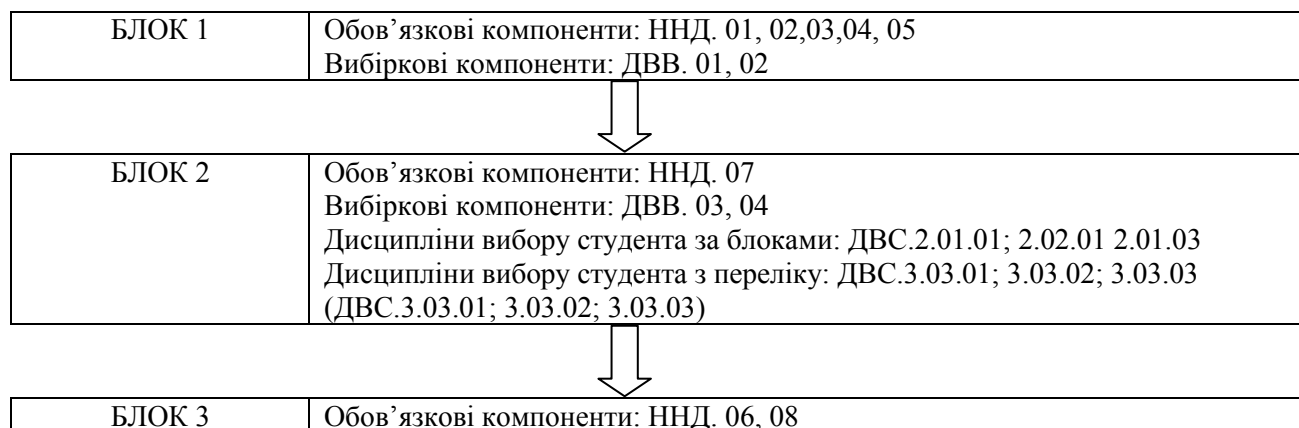 БЛОК 1
Обов’язкові компоненти: ННД. 01, 02,03,04, 05
Вибіркові компоненти: ДВВ. 01, 02
БЛОК 2
Обов’язкові компоненти: ННД. 07
Вибіркові компоненти: ДВВ. 03, 04
Дисципліни вибору студента за блоками: ДВС.2.01.01; 2.02.01 2.01.03
Дисципліни вибору студента з переліку: ДВС.3.03.01; 3.03.02; 3.03.03
(ДВС.3.03.01; 3.03.02; 3.03.03)
БЛОК 3
Обов’язкові компоненти: ННД. 06, 08